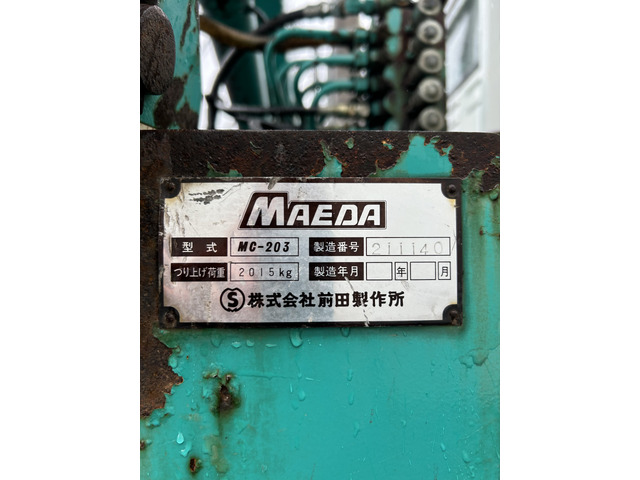 MAEDA
型式 MC-203 製造番号 211140
つり上げ荷重 2015kg 製造年月 年 月
S 株式会社前田製作所